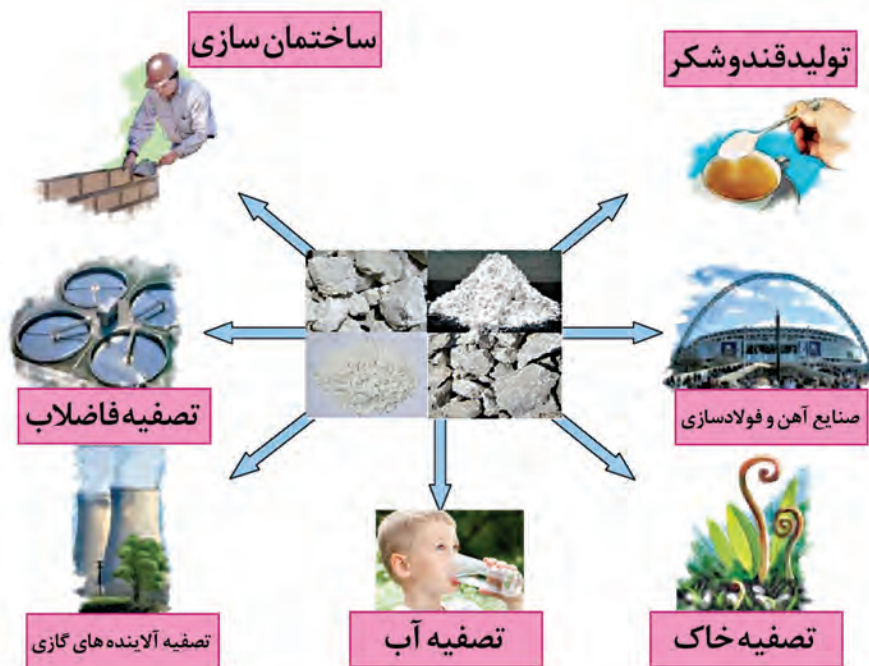 تولید قند و شکر
ساختمان سازی
صنایع آهن و فولادسازی
تصفیه فاضلاب
تصفیه خاک
تصفیه آب
تصفیه آلاینده های گازی